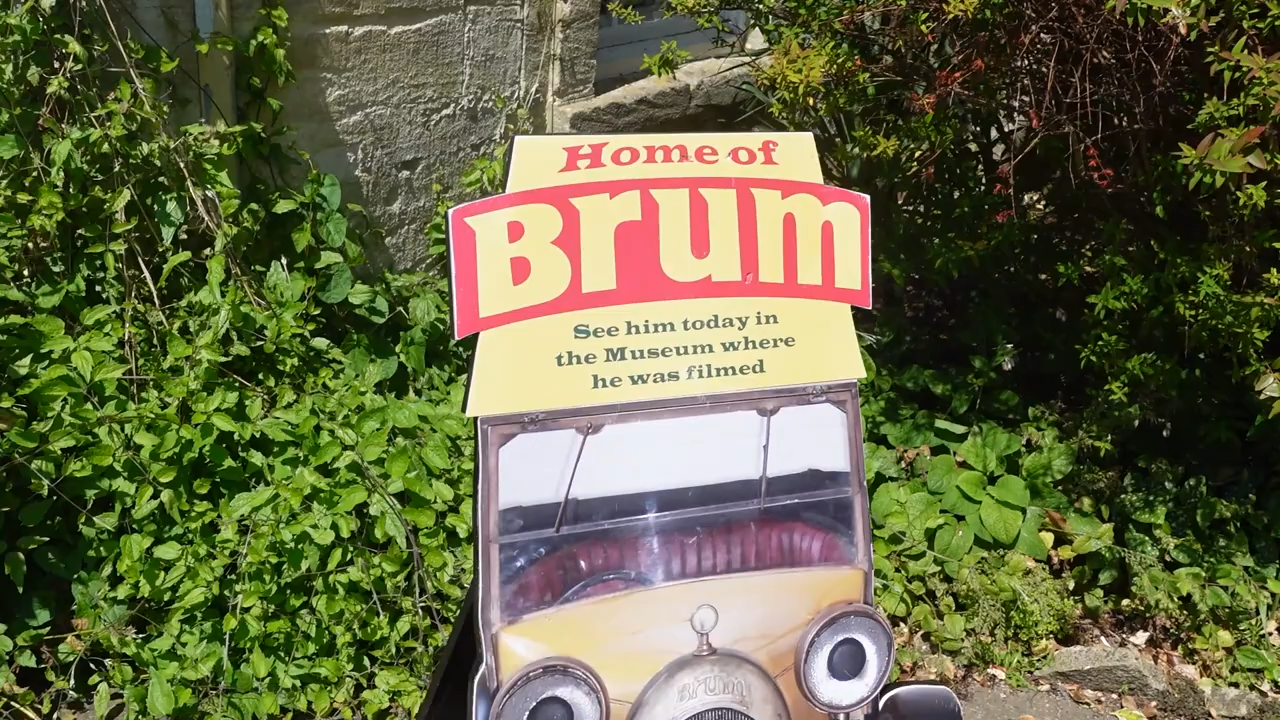 Home of
Brum
See him today in
the Museum where
he was filmed
Brum